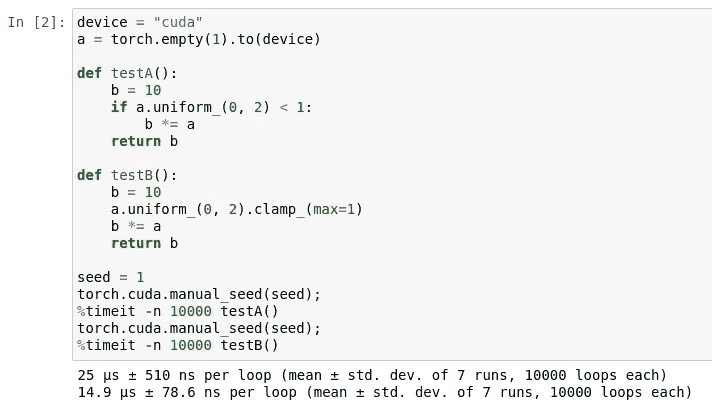 In [2]: device = "cuda"
a = torch.empty(1).to(device)
def testA():
    b = 10
    if a.uniform_(0, 2) < 1:
        b *= a
    return b
def testB():
    b = 10
    a.uniform_(0, 2).clamp_(max=1)
    b *= a
    return b
seed = 1
torch.cuda.manual_seed(seed);
%timeit -n 10000 testA()
torch.cuda.manual_seed(seed);
%timeit -n 10000 testB()
25 µs ± 510 ns per loop (mean ± std. dev. of 7 runs, 10000 loops each)
14.9 µs ± 78.6 ns per loop (mean ± std. dev. of 7 runs, 10000 loops each)